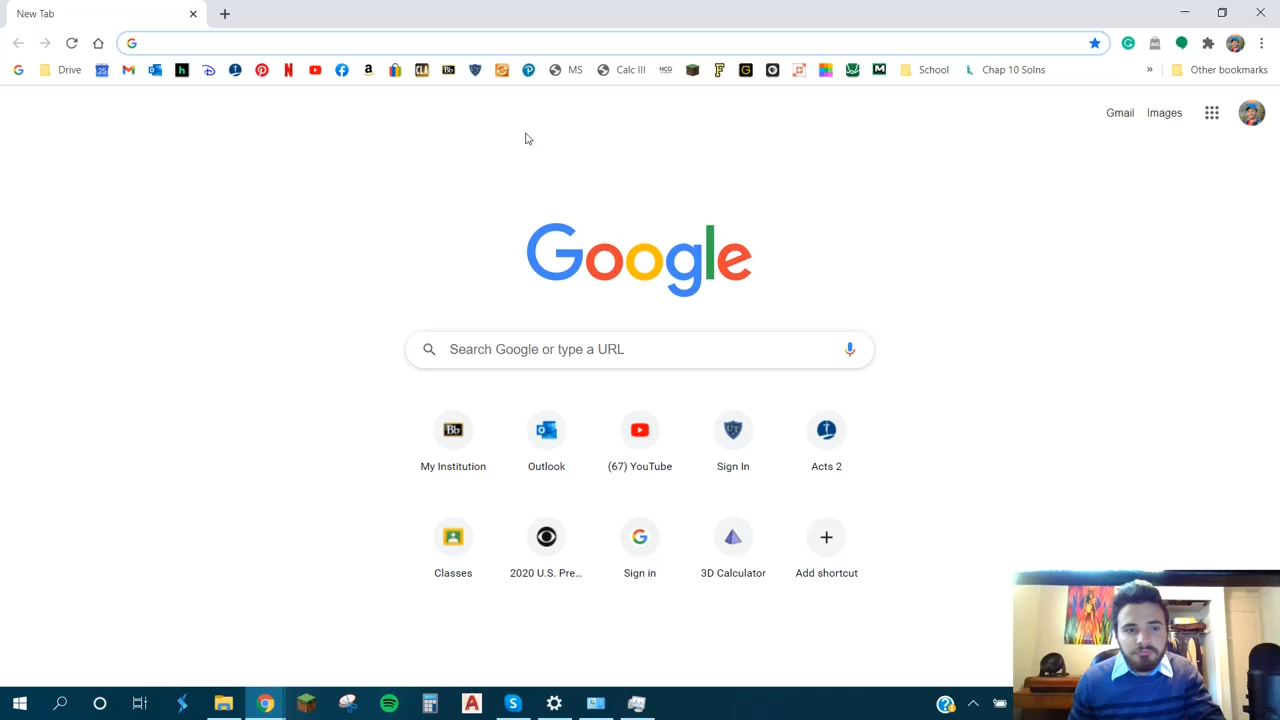 New Tab
Drive MS Calc III School Chap 10 Solns » Other bookmarks
Gmail Images
Google
Search Google or type a URL
My Institution Outlook (67) YouTube Sign In Acts 2
Classes 2020 U.S. Pre... Sign in 3D Calculator Add shortcut